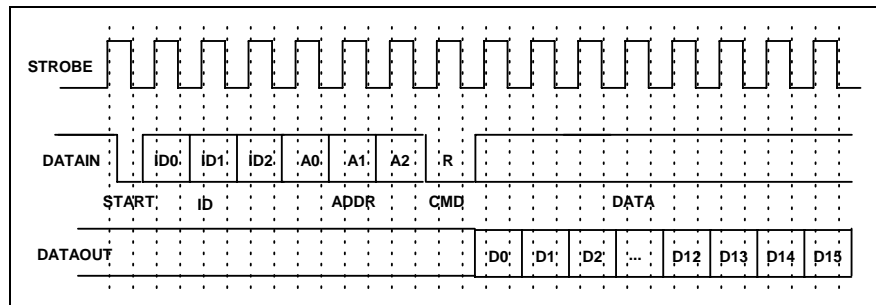 STROBE
DATAIN ID0 ID1 ID2 A0 A1 A2 R
START ID ADDR CMD DATA
DATAOUT D0 D1 D2 ... D12 D13 D14 D15